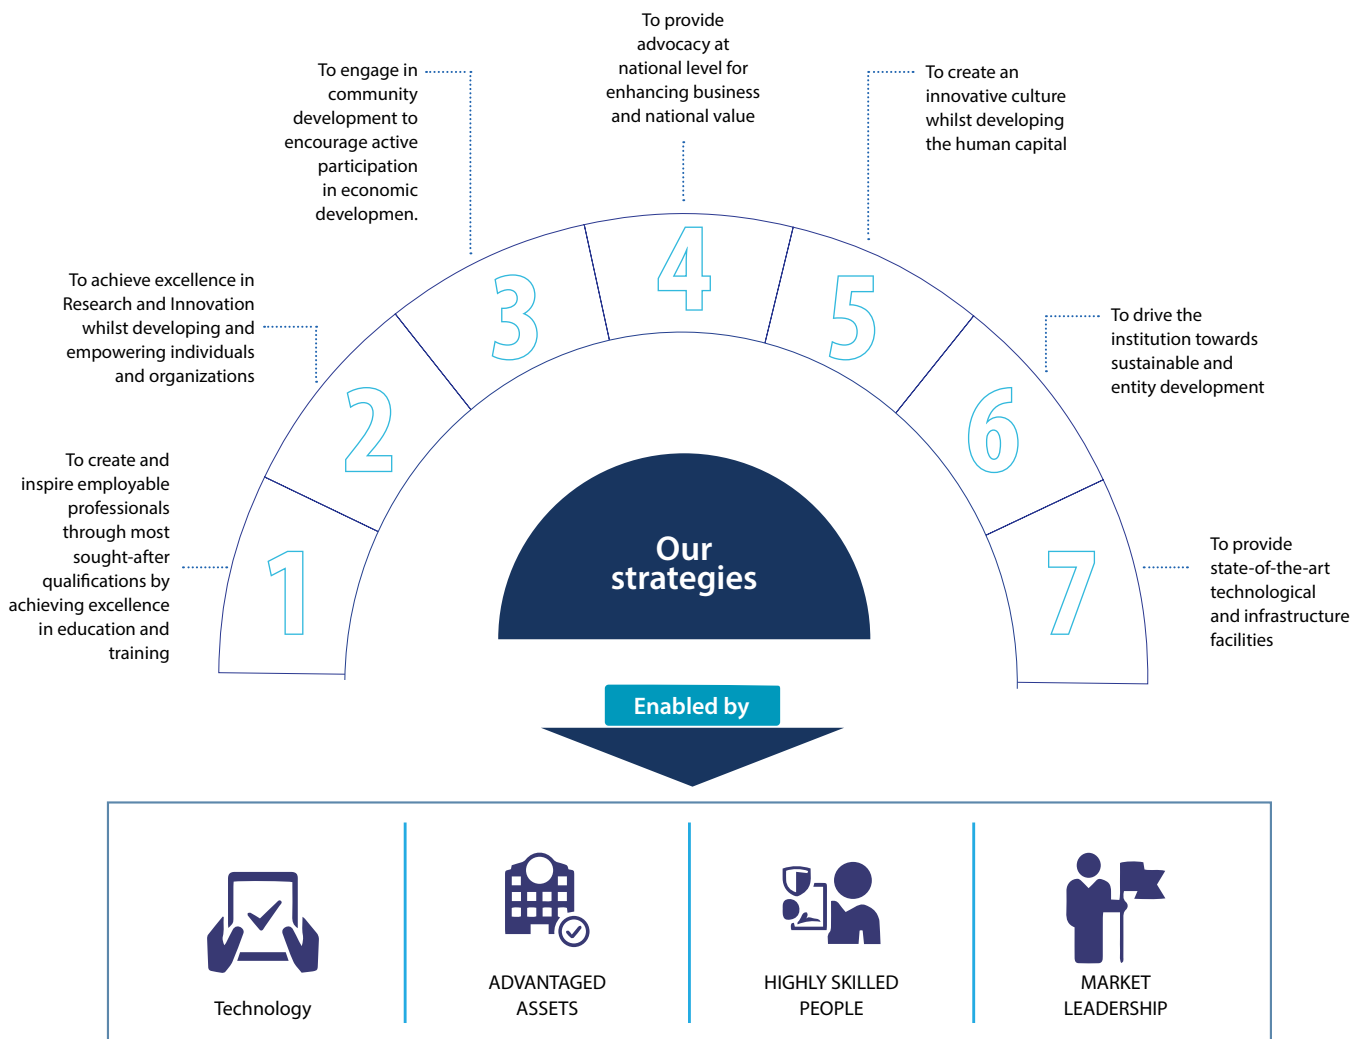 To create and
inspire employable
professionals
through most
sought-after
qualifications by
achieving excellence
in education and
training
1
To achieve excellence in
Research and Innovation
whilst developing and
empowering individuals
and organizations
2
To engage in
community
development to
encourage active
participation
in economic
developmen.
3
To provide
advocacy at
national level for
enhancing business
and national value
4
To create an
innovative culture
whilst developing
the human capital
5
To drive the
institution towards
sustainable and
entity development
6
To provide
state-of-the-art
technological
and infrastructure
facilities
7
Our
strategies
Enabled by
Technology
ADVANTAGED
ASSETS
HIGHLY SKILLED
PEOPLE
MARKET
LEADERSHIP